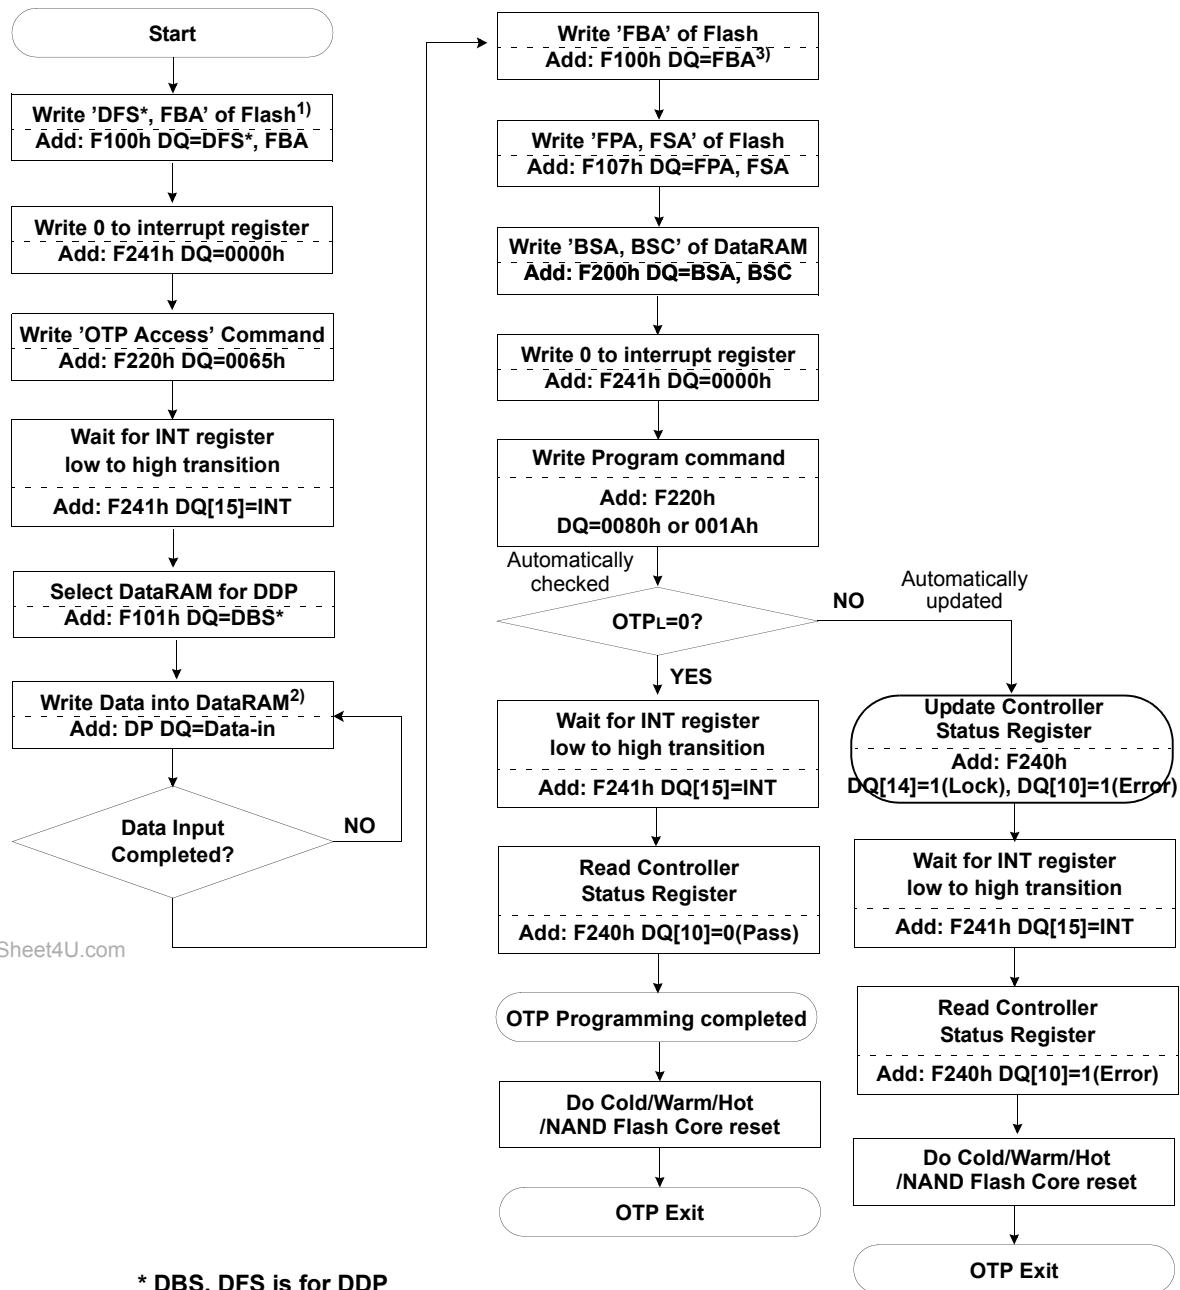 Start
Write ’DFS*, FBA’ of Flash1)
Add: F100h DQ=DFS*, FBA
Write 0 to interrupt register
Add: F241h DQ=0000h
Write ’OTP Access’ Command
Add: F220h DQ=0065h
Wait for INT register
low to high transition
Add: F241h DQ[15]=INT
Select DataRAM for DDP
Add: F101h DQ=DBS*
Write Data into DataRAM2)
Add: DP DQ=Data-in
Data Input
Completed?
NO
Write ’FBA’ of Flash
Add: F100h DQ=FBA3)
Write ’FPA, FSA’ of Flash
Add: F107h DQ=FPA, FSA
Write ’BSA, BSC’ of DataRAM
Add: F200h DQ=BSA, BSC
Write 0 to interrupt register
Add: F241h DQ=0000h
Write Program command
Add: F220h
DQ=0080h or 001Ah
Automatically
checked
OTPL=0?
NO
YES
Wait for INT register
low to high transition
Add: F241h DQ[15]=INT
Read Controller
Status Register
Add: F240h DQ[10]=0(Pass)
OTP Programming completed
Do Cold/Warm/Hot
/NAND Flash Core reset
OTP Exit
Automatically
updated
Update Controller
Status Register
Add: F240h
DQ[14]=1(Lock), DQ[10]=1(Error)
Wait for INT register
low to high transition
Add: F241h DQ[15]=INT
Read Controller
Status Register
Add: F240h DQ[10]=1(Error)
Do Cold/Warm/Hot
/NAND Flash Core reset
OTP Exit
Sheet4U.com
* DBS, DFS is for DDP